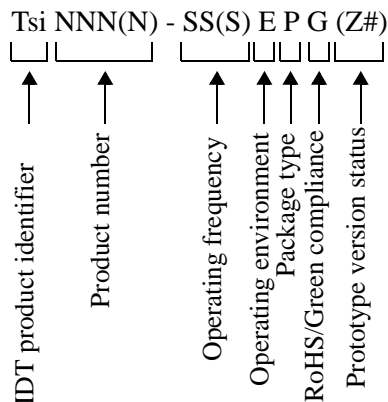 Tsi NNN(N) - SS(S) E P G (Z#)
IDT product identifier
Product number
Operating frequency
Operating environment
Package type
RoHS/Green compliance
Prototype version status